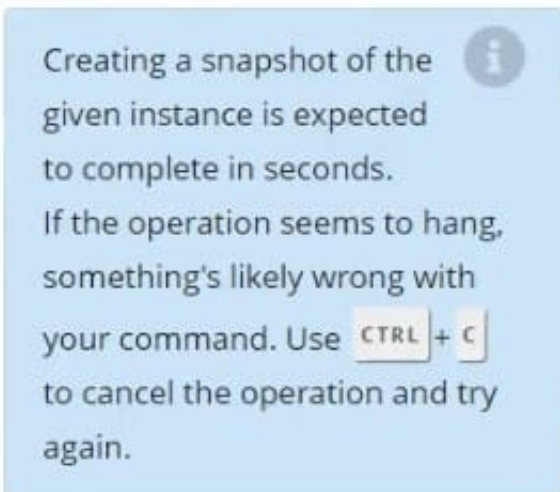 Creating a snapshot of the
given instance is expected
to complete in seconds.
If the operation seems to hang,
something's likely wrong with
your command. Use CTRL + C
to cancel the operation and try
again.